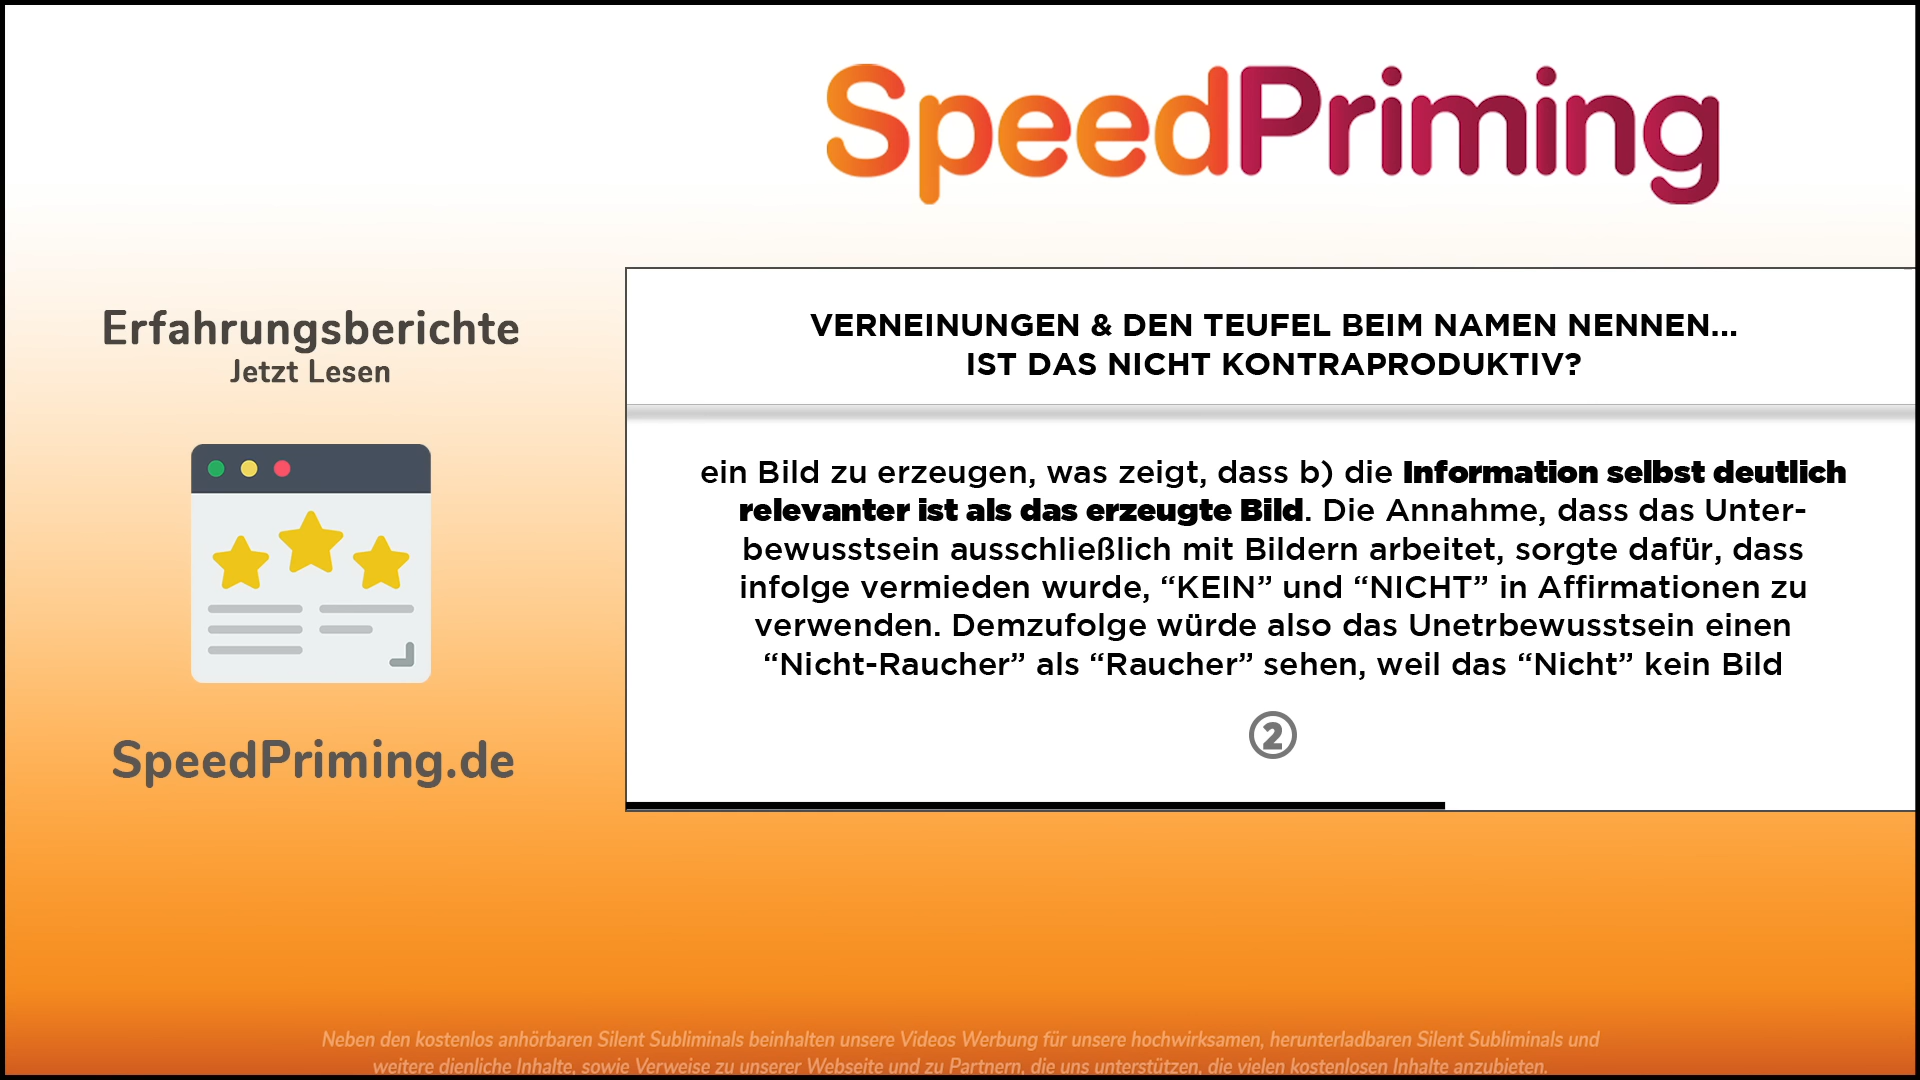 SpeedPriming
Erfahrungsberichte
Jetzt Lesen
SpeedPriming.de
VERNEINUNGEN & DEN TEUFEL BEIM NAMEN NENNEN...
IST DAS NICHT KONTRAPRODUKTIV?
ein Bild zu erzeugen, was zeigt, dass b) die Information selbst deutlich
relevanter ist als das erzeugte Bild. Die Annahme, dass das Unter-
bewusstsein ausschließlich mit Bildern arbeitet, sorgte dafür, dass
infolge vermieden wurde, “KEIN” und “NICHT” in Affirmationen zu
verwenden. Demzufolge würde also das Unetrbewusstsein einen
“Nicht-Raucher” als “Raucher” sehen, weil das “Nicht” kein Bild
2
Neben den kostenlos anhörbaren Silent Subliminals beinhalten unsere Videos Werbung für unsere hochwirksamen, herunterladbaren Silent Subliminals und
weitere dienliche Inhalte, sowie Verweise zu unserer Webseite und zu Partnern, die uns unterstützen, die vielen kostenlosen Inhalte anzubieten.